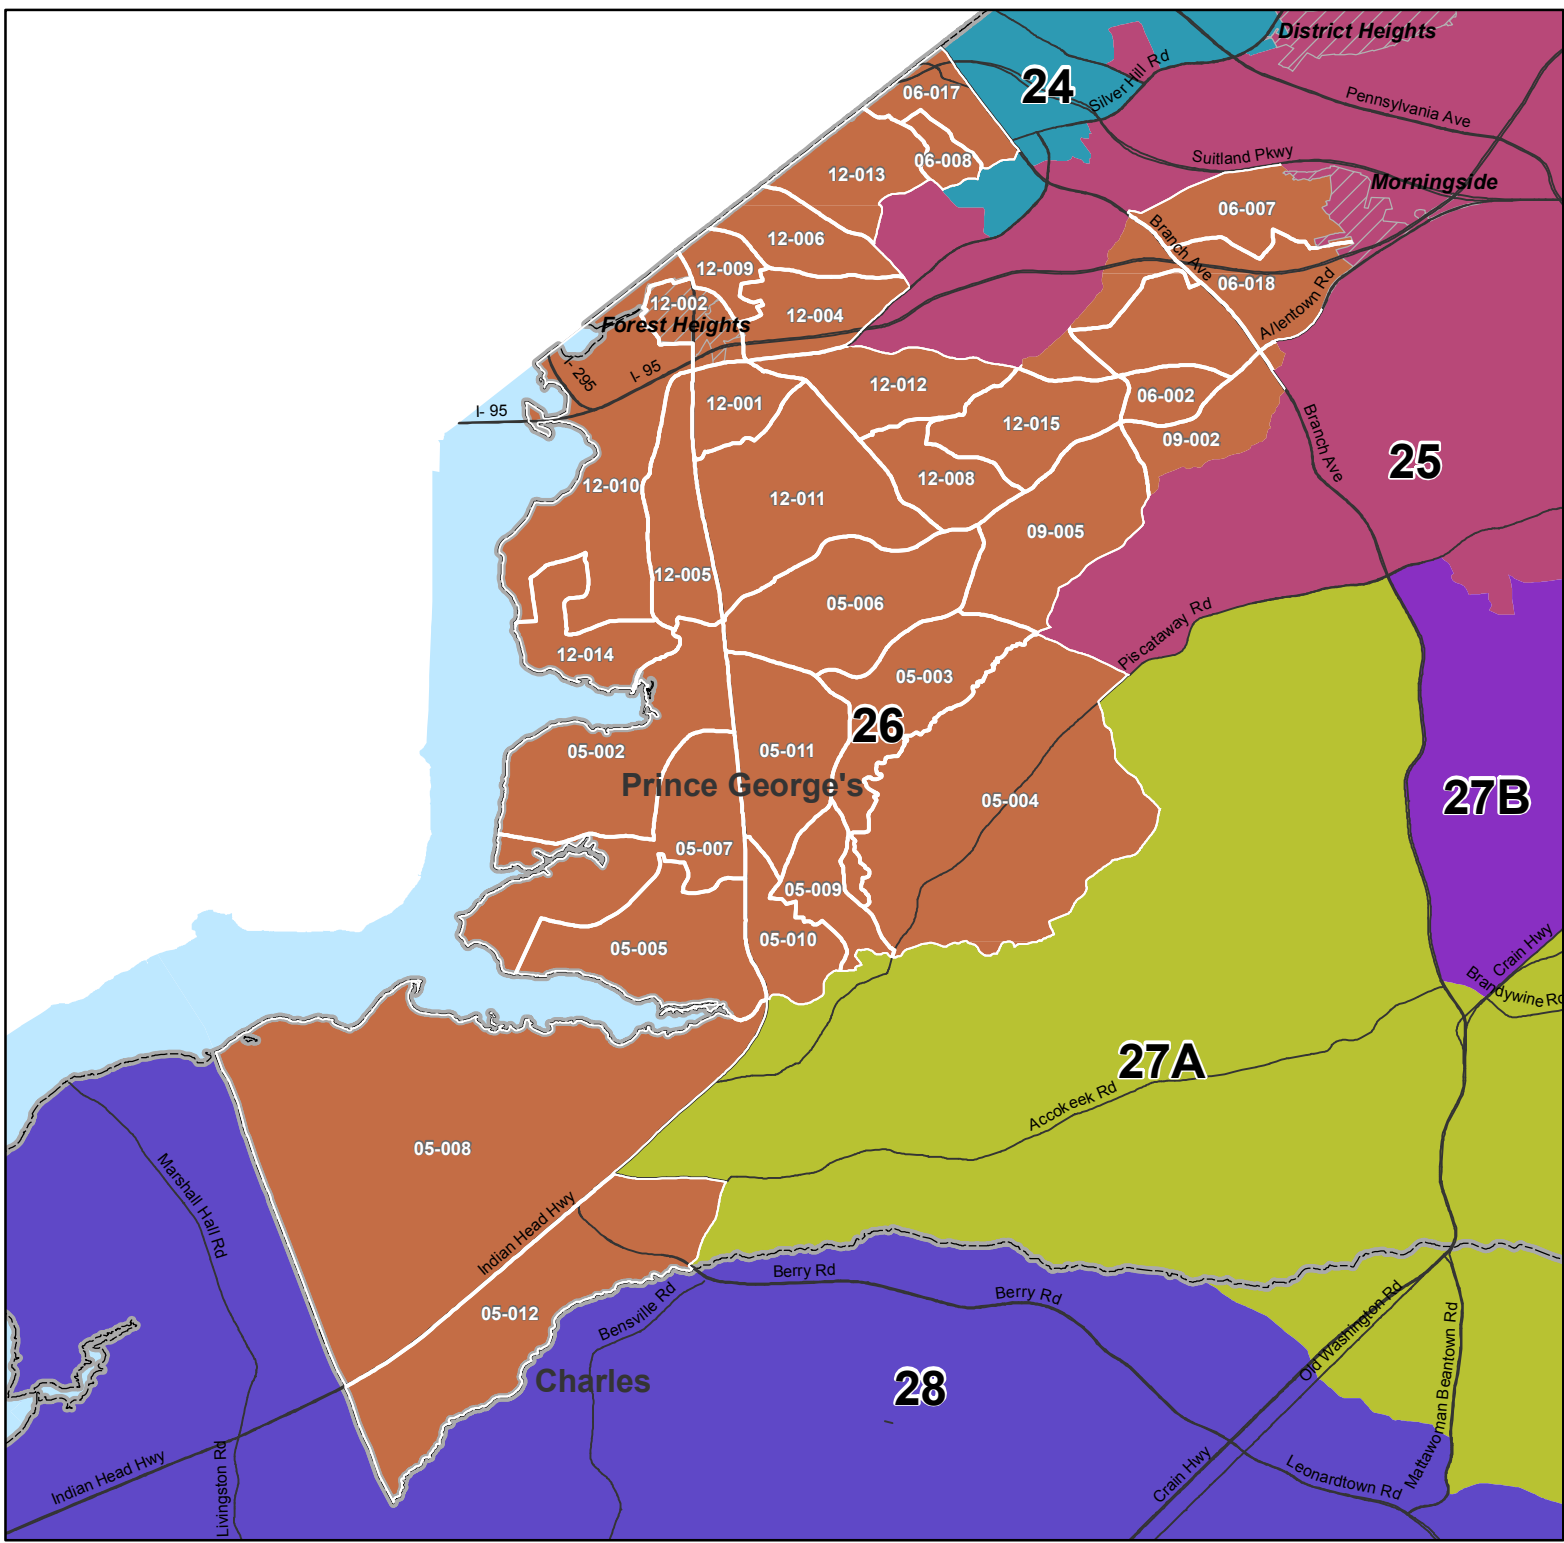 District Heights
24
Silver Hill Rd
06-017
Pennsylvania Ave
06-008
Suitland Pkwy
12-013
Morningside
06-007
Branch Ave
12-006
12-009
06-018
12-002
Allentown Rd
12-004
Forest Heights
I- 295
I- 95
I- 95
12-012
06-002
12-001
12-015
09-002
Branch Ave
25
12-008
12-010
12-011
09-005
12-005
05-006
Piscataway Rd
12-014
05-003
26
05-002
05-011
Prince George's
05-004
27B
05-007
05-009
05-010
05-005
Crain Hwy
Brandywine Rd
27A
Accokeek Rd
05-008
Marshall Hall Rd
Indian Head Hwy
Berry Rd
Berry Rd
Bensville Rd
05-012
Old Washington Rd
Charles
28
Mattawoman Beantown Rd
Indian Head Hwy
Livingston Rd
Crain Hwy
Leonardtown Rd